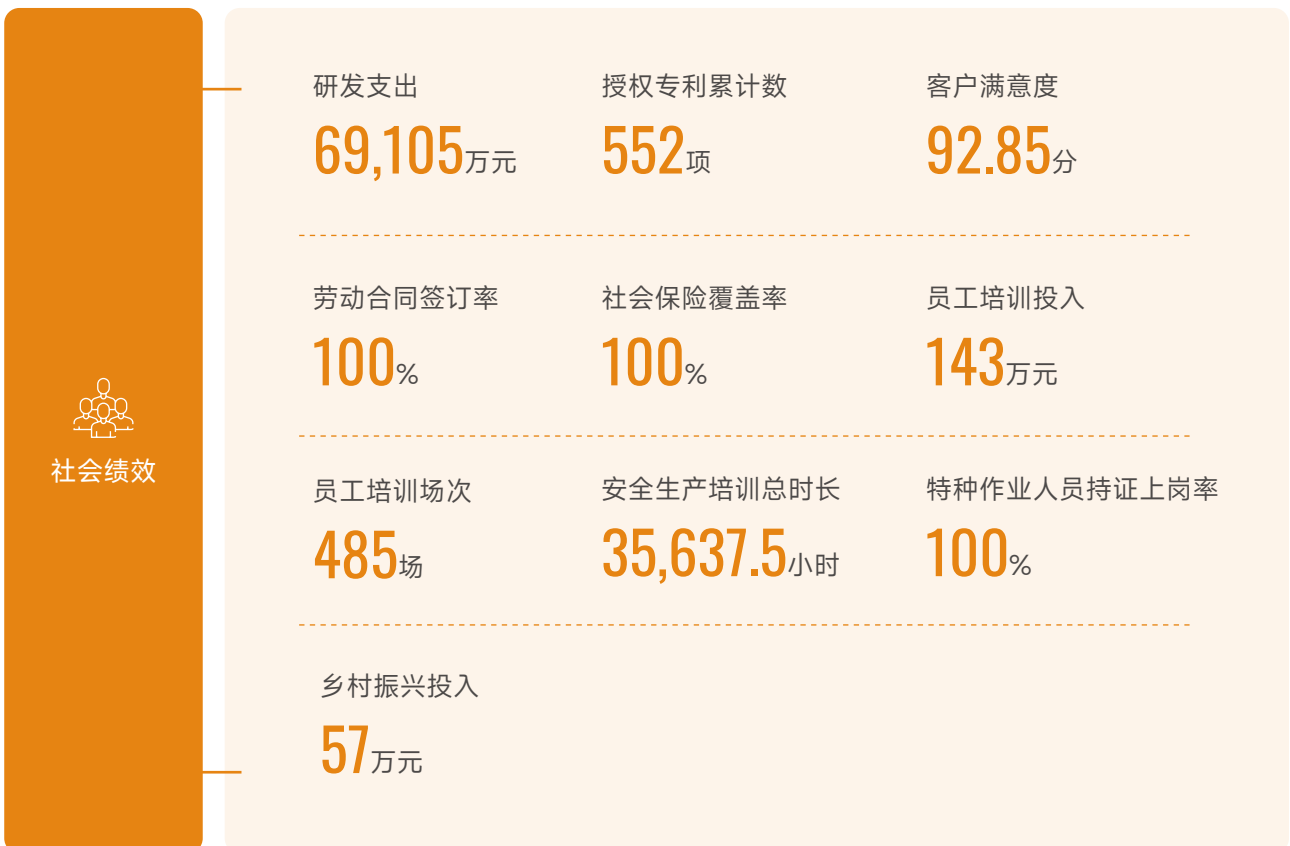 社会绩效
研发支出
69,105万元
授权专利累计数
552项
客户满意度
92.85分
劳动合同签订率
100%
社会保险覆盖率
100%
员工培训投入
143万元
员工培训场次
485场
安全生产培训总时长
35,637.5小时
特种作业人员持证上岗率
100%
乡村振兴投入
57万元